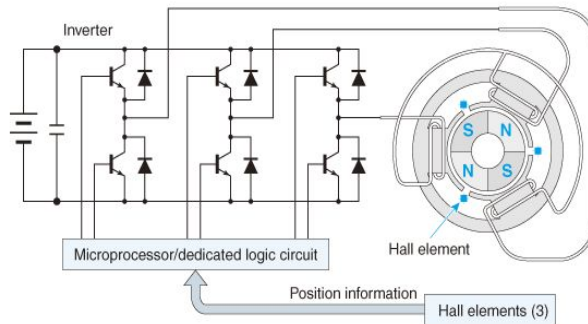 Inverter
S
N
N
S
Hall element
Microprocessor/dedicated logic circuit
Position information
Hall elements (3)